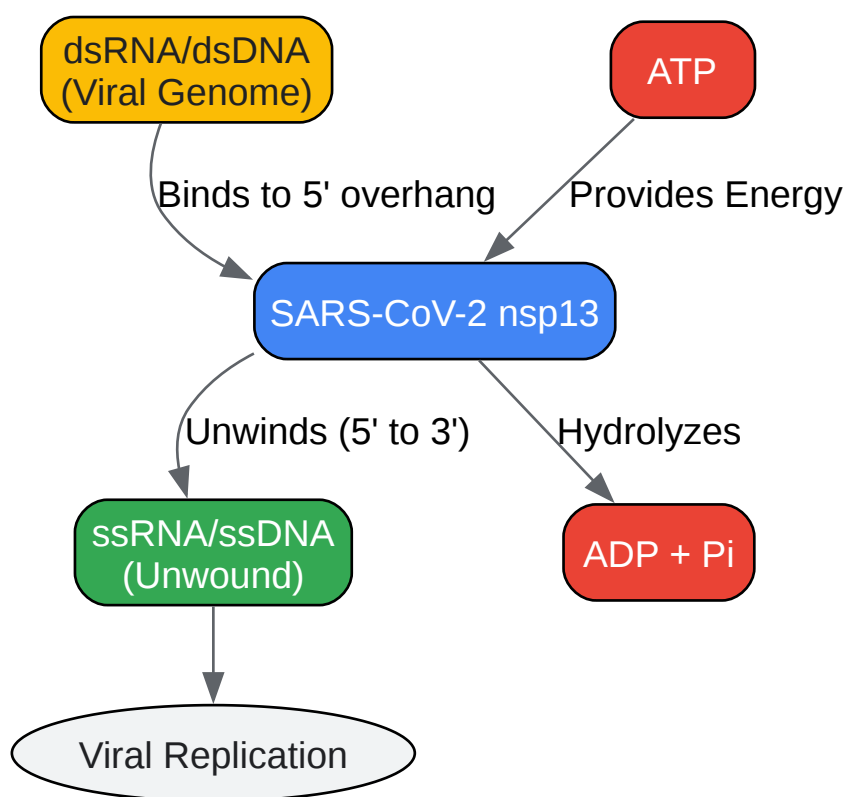 dsRNA/dsDNA
(Viral Genome)
ATP
Binds to 5' overhang
Provides Energy
SARS-CoV-2 nsp13
Unwinds (5' to 3')
Hydrolyzes
ssRNA/ssDNA
(Unwound)
ADP + Pi
Viral Replication